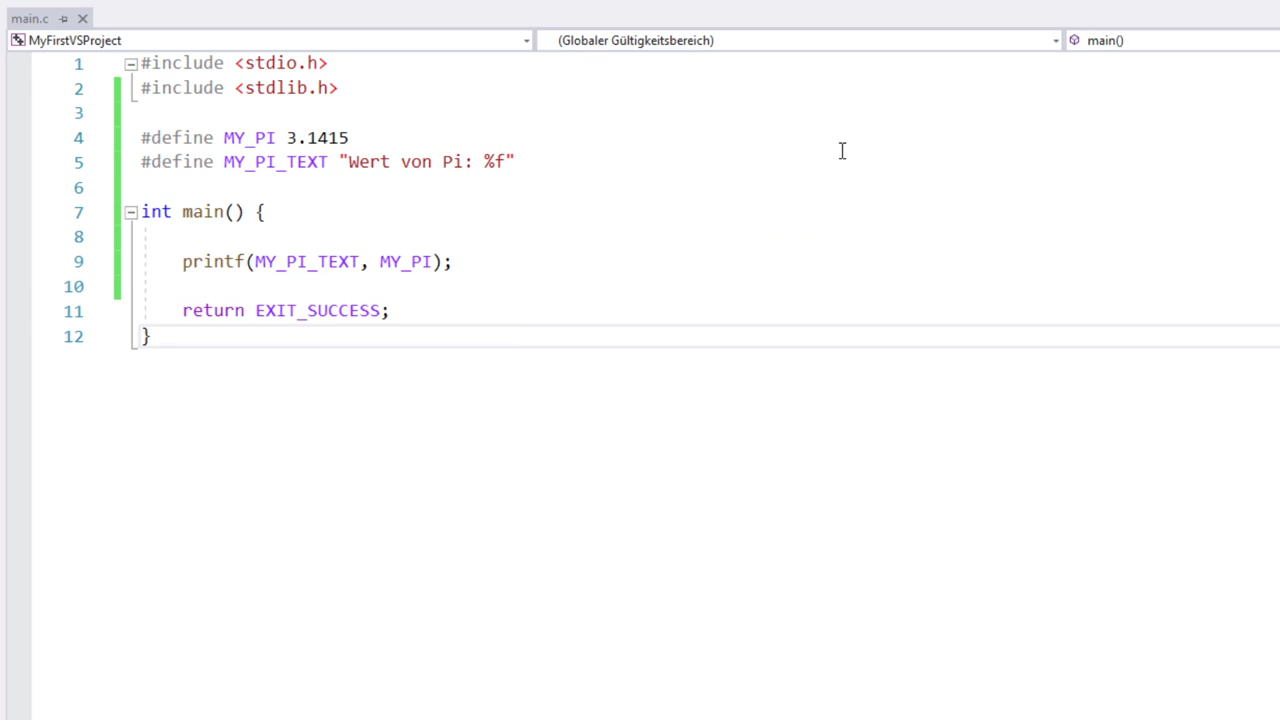 main.c
MyFirstVSProject (Globaler Gültigkeitsbereich) main()
1 #include <stdio.h>
2 #include <stdlib.h>
3
4 #define MY_PI 3.1415
5 #define MY_PI_TEXT "Wert von Pi: %f"
6
7 int main() {
8
9 printf(MY_PI_TEXT, MY_PI);
10
11 return EXIT_SUCCESS;
12 }